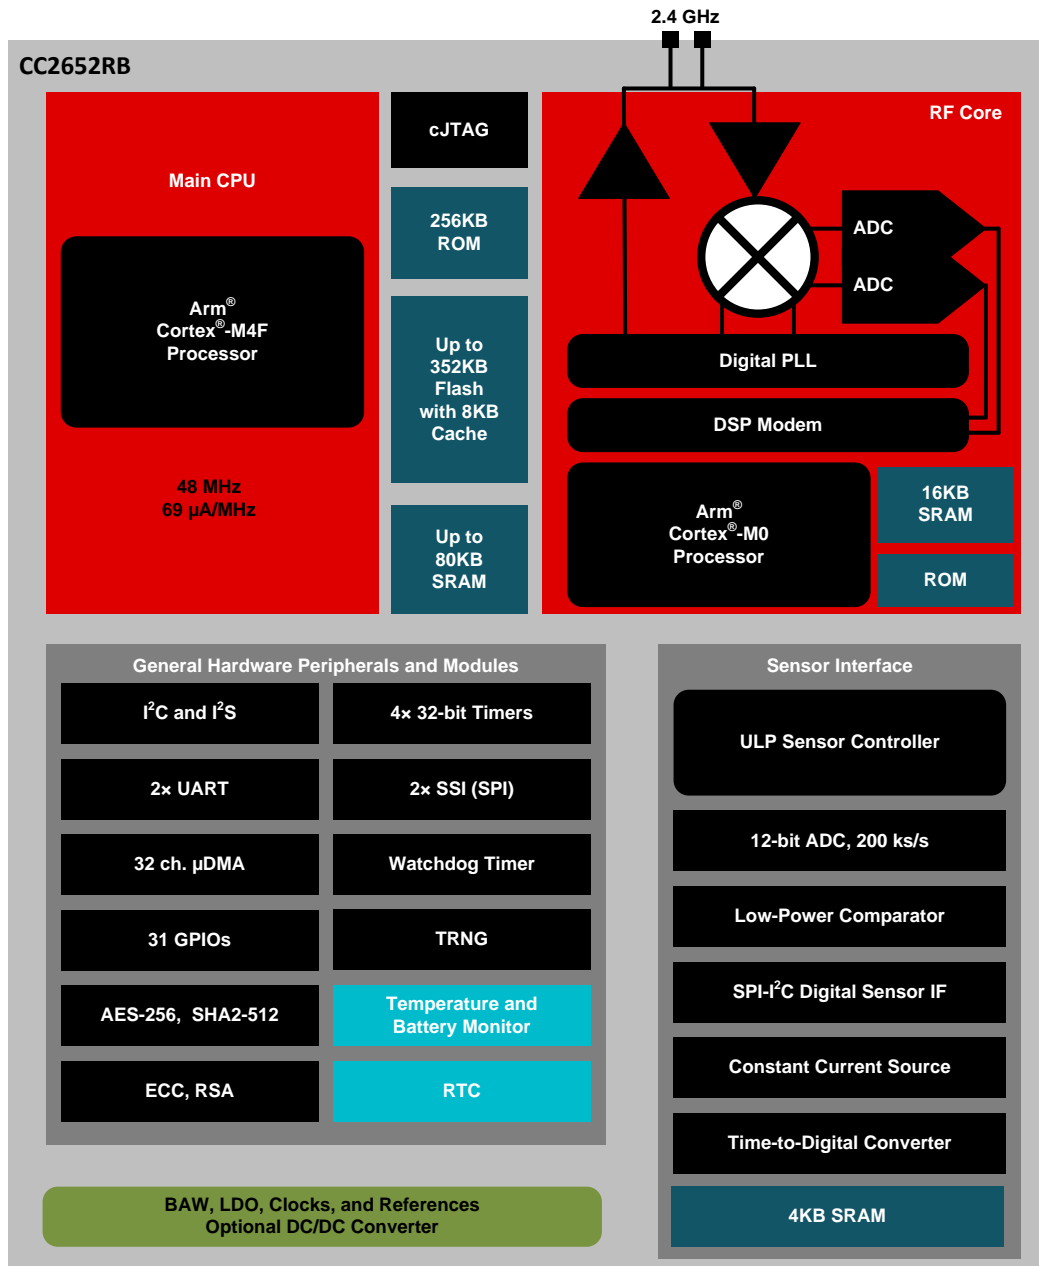 2.4 GHz
CC2652RB
Main CPU
Arm®
Cortex®-M4F
Processor
48 MHz
69 µA/MHz
cJTAG
256KB
ROM
Up to
352KB
Flash
with 8KB
Cache
Up to
80KB
SRAM
RF Core
ADC
ADC
Digital PLL
DSP Modem
Arm®
Cortex®-M0
Processor
16KB
SRAM
ROM
General Hardware Peripherals and Modules
I²C and I²S
4× 32-bit Timers
2× UART
2× SSI (SPI)
32 ch. µDMA
Watchdog Timer
31 GPIOs
TRNG
AES-256, SHA2-512
Temperature and
Battery Monitor
ECC, RSA
RTC
Sensor Interface
ULP Sensor Controller
12-bit ADC, 200 ks/s
Low-Power Comparator
SPI-I²C Digital Sensor IF
Constant Current Source
Time-to-Digital Converter
4KB SRAM
BAW, LDO, Clocks, and References
Optional DC/DC Converter